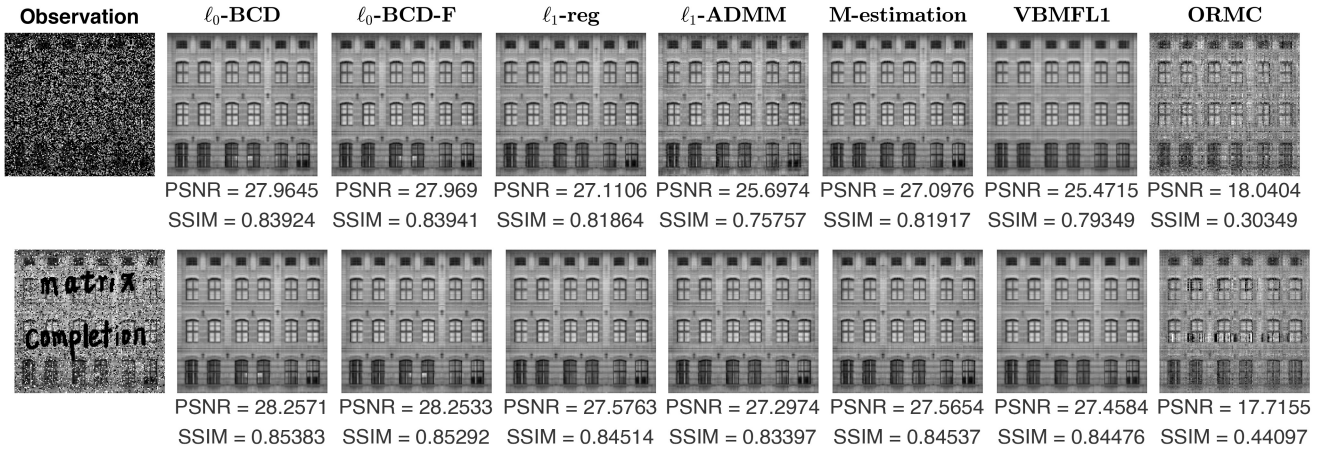 Observation ℓ₀-BCD ℓ₀-BCD-F ℓ₁-reg ℓ₁-ADMM M-estimation VBMFL1 ORMC
PSNR = 27.9645 PSNR = 27.969 PSNR = 27.1106 PSNR = 25.6974 PSNR = 27.0976 PSNR = 25.4715 PSNR = 18.0404
SSIM = 0.83924 SSIM = 0.83941 SSIM = 0.81864 SSIM = 0.75757 SSIM = 0.81917 SSIM = 0.79349 SSIM = 0.30349
matrix
completion
PSNR = 28.2571 PSNR = 28.2533 PSNR = 27.5763 PSNR = 27.2974 PSNR = 27.5654 PSNR = 27.4584 PSNR = 17.7155
SSIM = 0.85383 SSIM = 0.85292 SSIM = 0.84514 SSIM = 0.83397 SSIM = 0.84537 SSIM = 0.84476 SSIM = 0.44097